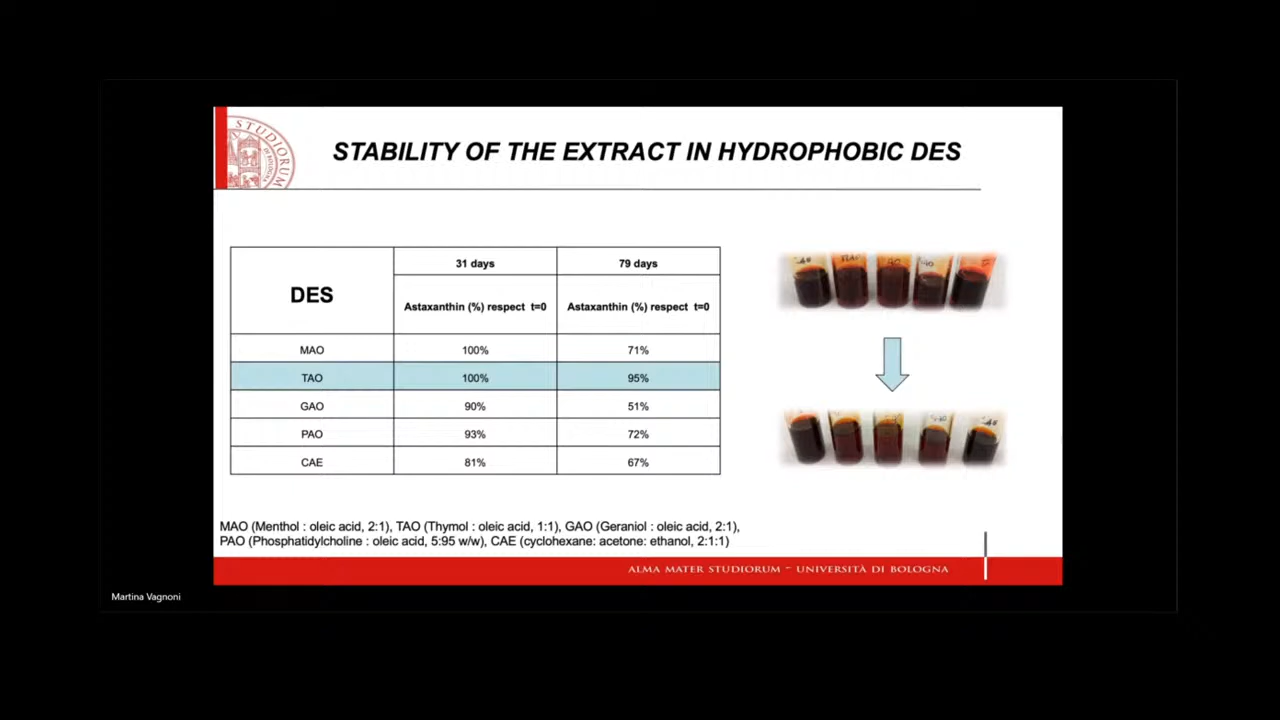 STUDIORUM
STABILITY OF THE EXTRACT IN HYDROPHOBIC DES
DES
31 days
79 days
Astaxanthin (%) respect t=0
Astaxanthin (%) respect t=0
MAO
100%
71%
TAO
100%
95%
GAO
90%
51%
PAO
93%
72%
CAE
81%
67%
MAO (Menthol : oleic acid, 2:1), TAO (Thymol : oleic acid, 1:1), GAO (Geraniol : oleic acid, 2:1),
PAO (Phosphatidylcholine : oleic acid, 5:95 w/w), CAE (cyclohexane: acetone: ethanol, 2:1:1)
ALMA MATER STUDIORUM ~ UNIVERSITÀ DI BOLOGNA
Martina Vagnoni